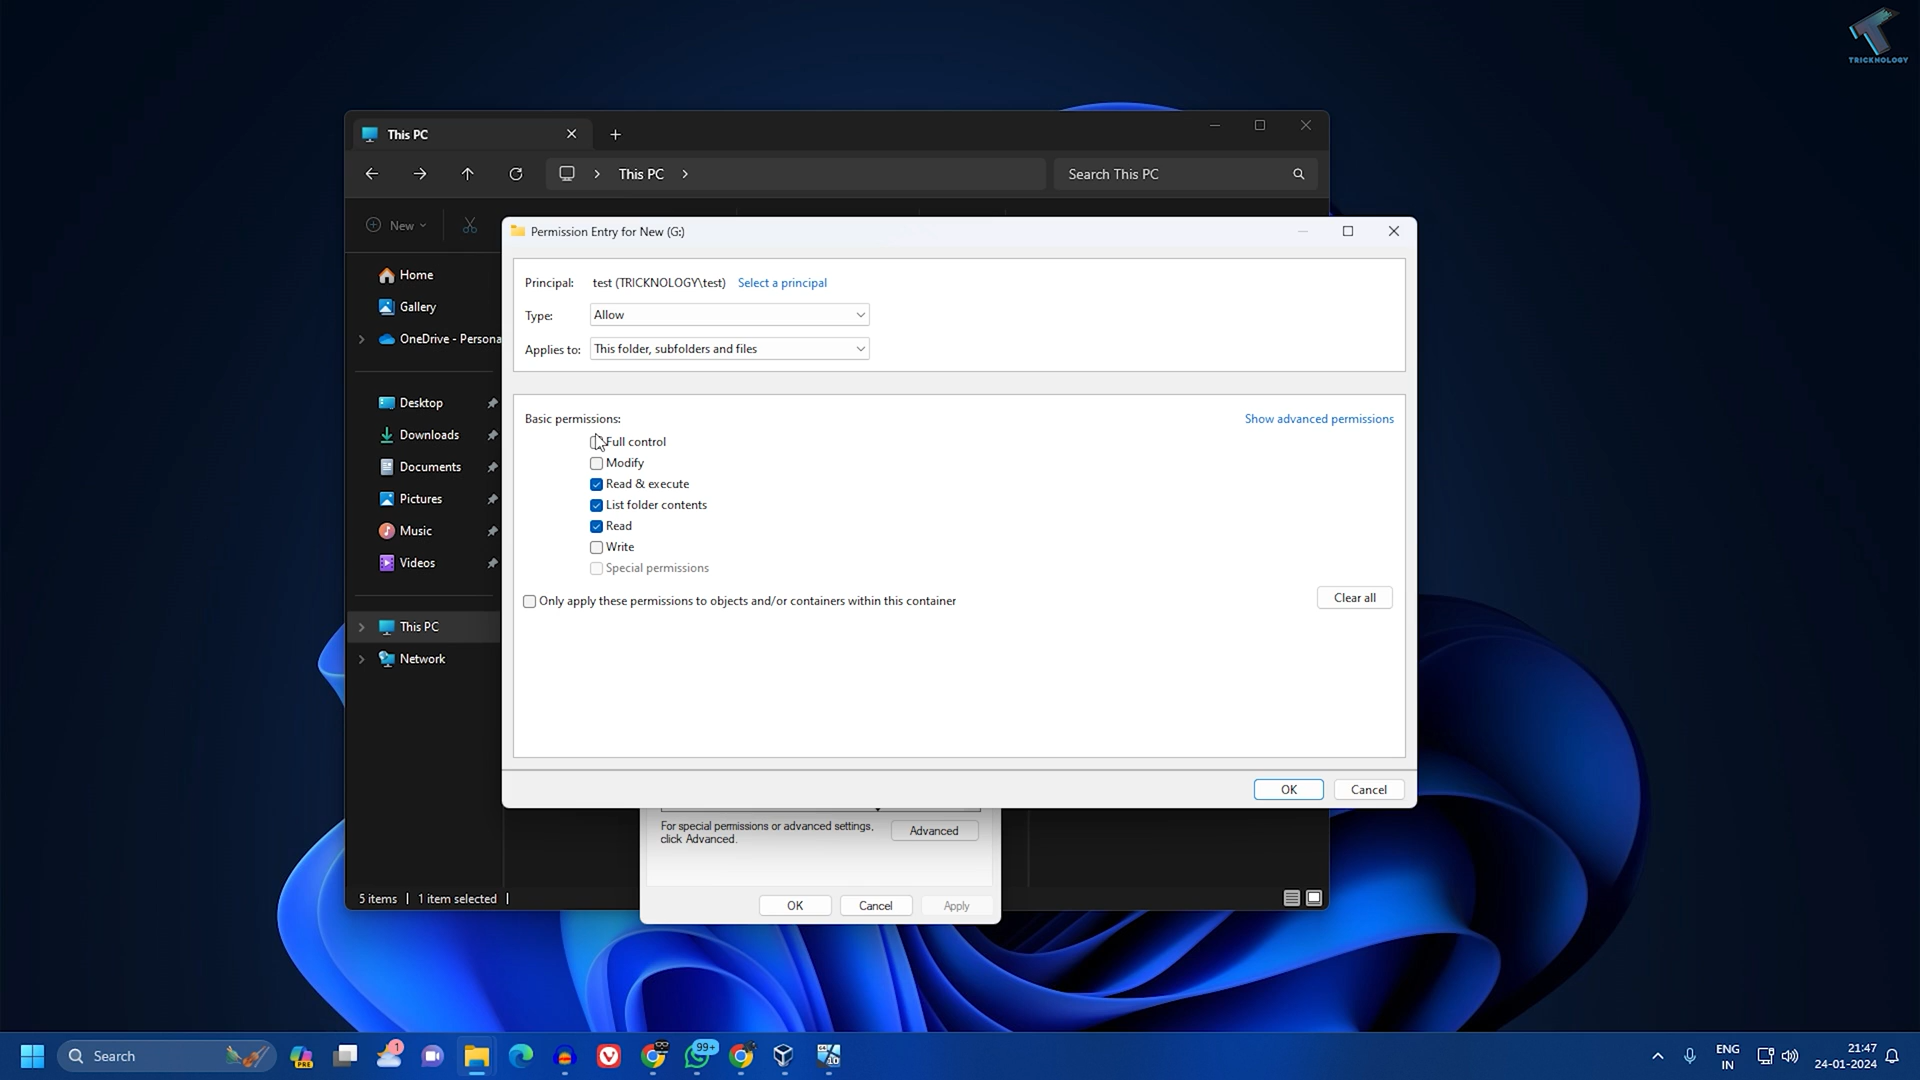 TRICKNOLOGY
This PC
This PC
Search This PC
New
Permission Entry for New (G:)
Home
Gallery
OneDrive - Persona
Desktop
Downloads
Documents
Pictures
Music
Videos
This PC
Network
Principal: test (TRICKNOLOGY\test) Select a principal
Type: Allow
Applies to: This folder, subfolders and files
Basic permissions: Show advanced permissions
Full control
Modify
Read & execute
List folder contents
Read
Write
Special permissions
Only apply these permissions to objects and/or containers within this container
Clear all
OK Cancel
For special permissions or advanced settings,
click Advanced.
Advanced
OK Cancel Apply
5 items 1 item selected
Search
PRE
1
99+
ENG
IN
21:47
24-01-2024